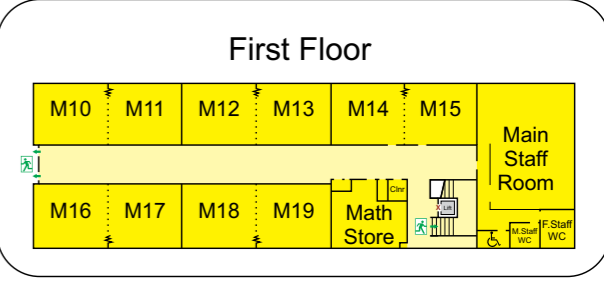 First Floor
M10 M11 M12 M13 M14 M15
Main
Staff
Room
M16 M17 M18 M19
Clnr
Math
Store
Lift
M.Staff
WC
F.Staff
WC